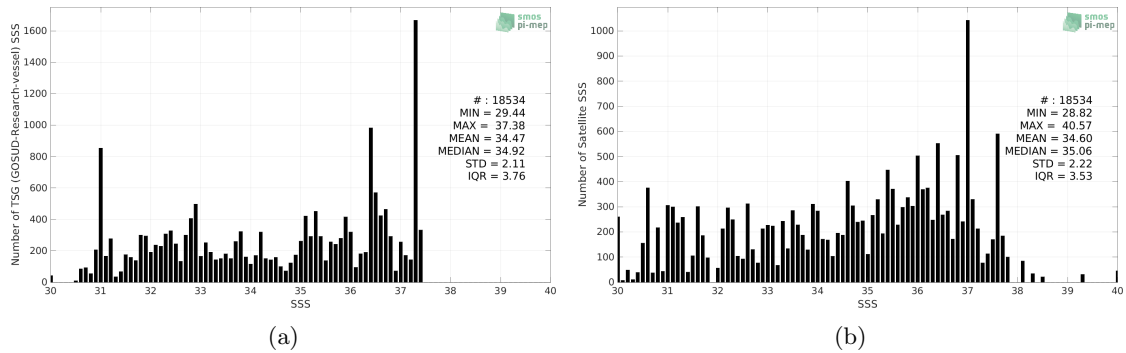 smos
pi-mep
Number of TSG (GOSUD-Research-vessel) SSS
1600
1400
1200
1000
800
600
400
200
0
# : 18534
MIN = 29.44
MAX = 37.38
MEAN = 34.47
MEDIAN = 34.92
STD = 2.11
IQR = 3.76
30 31 32 33 34 35 36 37 38 39 40
SSS
(a)
smos
pi-mep
Number of Satellite SSS
1000
900
800
700
600
500
400
300
200
100
0
# : 18534
MIN = 28.82
MAX = 40.57
MEAN = 34.60
MEDIAN = 35.06
STD = 2.22
IQR = 3.53
30 31 32 33 34 35 36 37 38 39 40
SSS
(b)